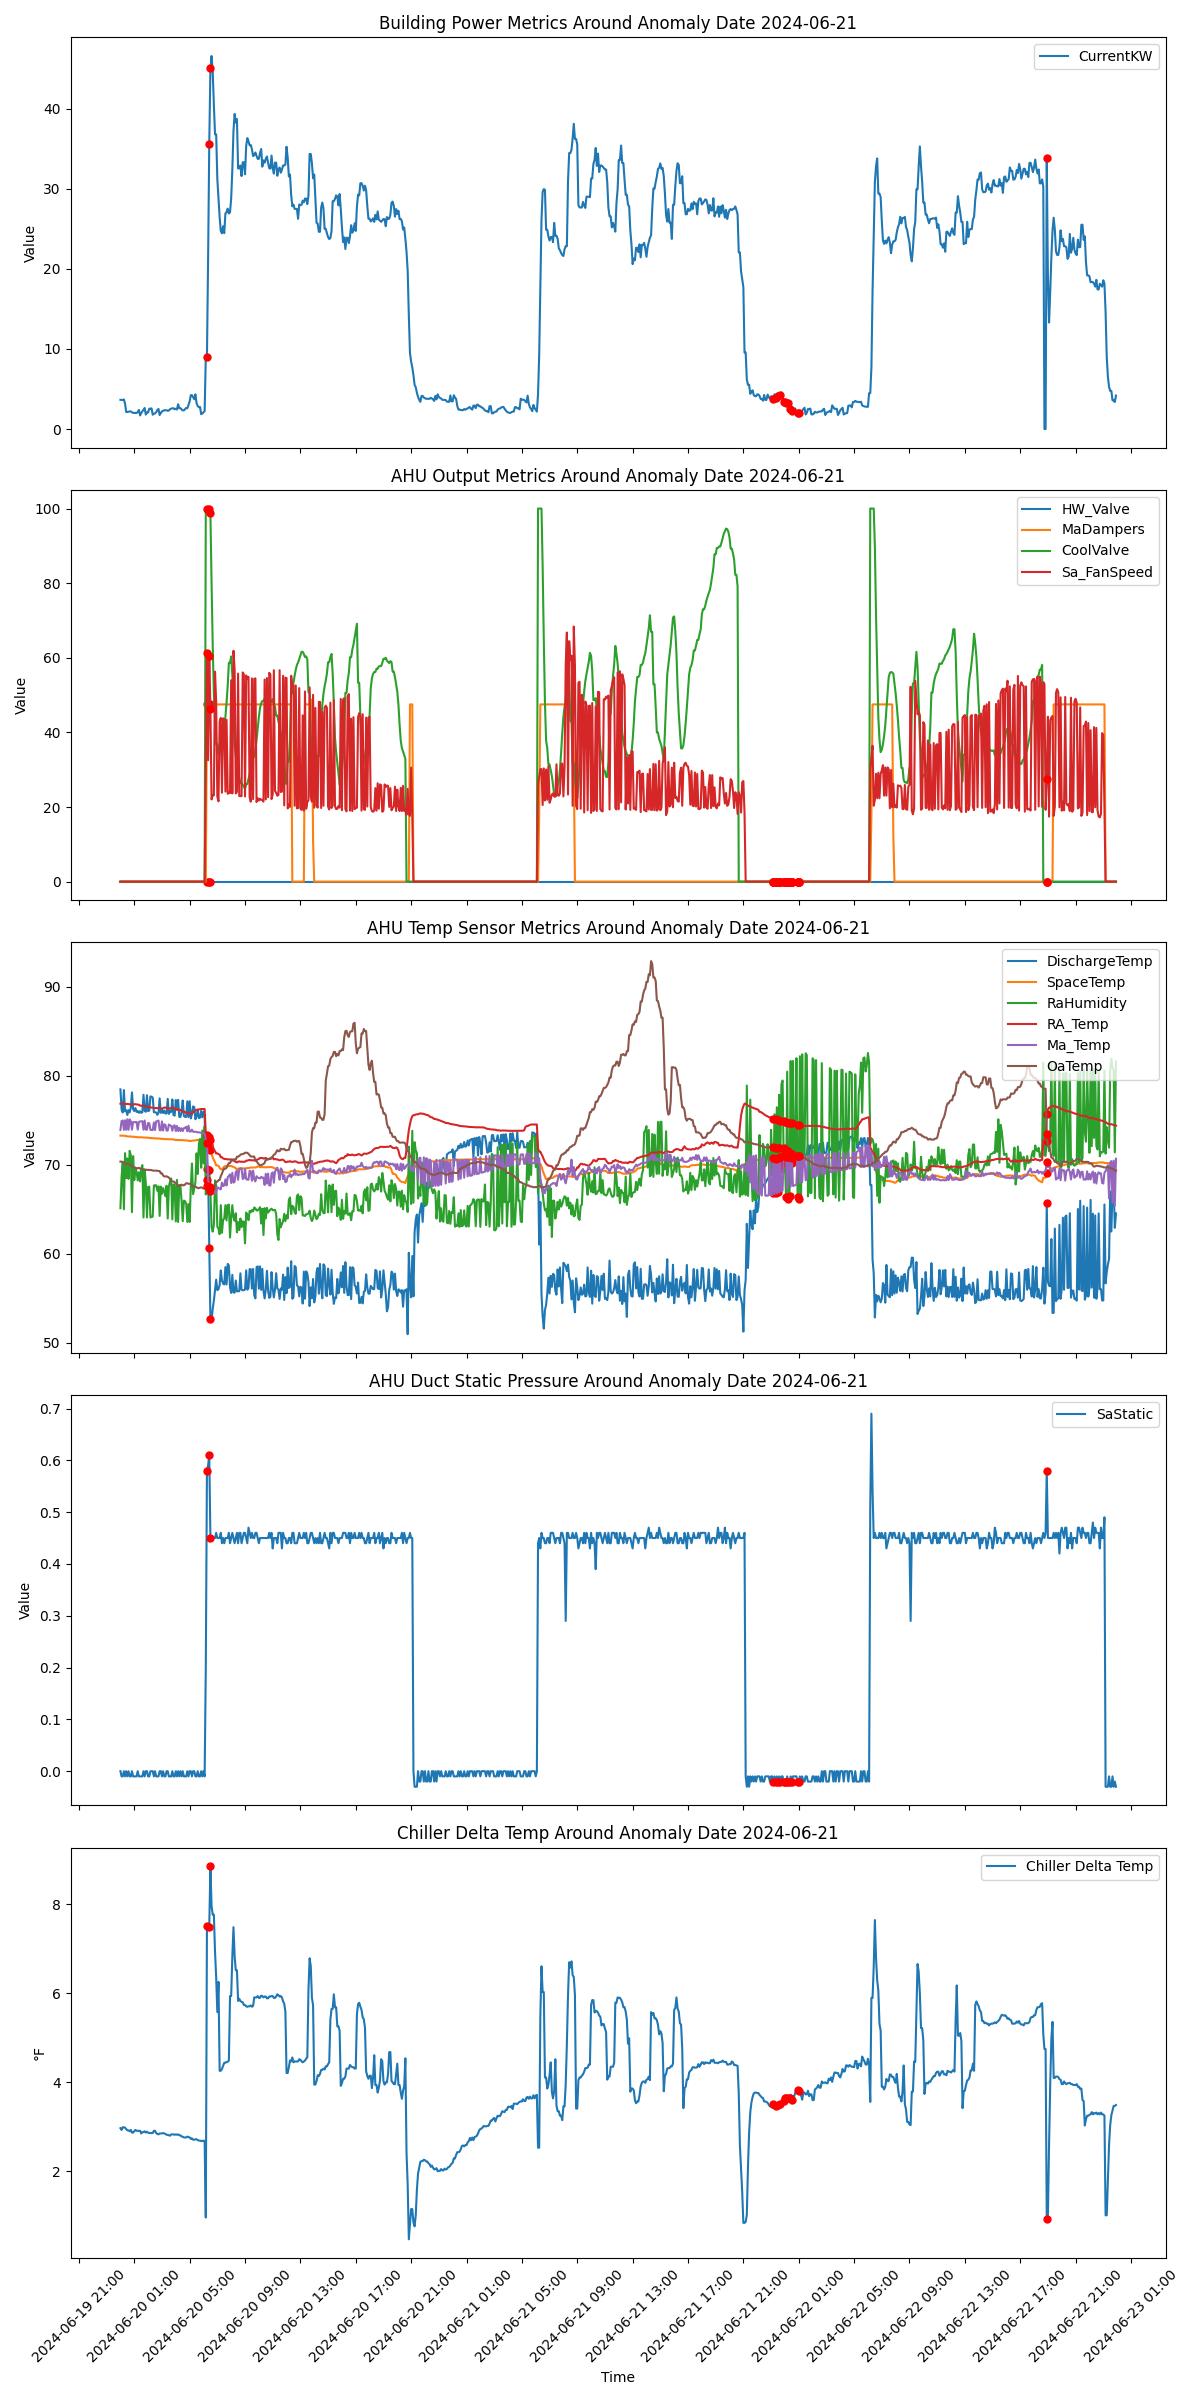 Building Power Metrics Around Anomaly Date 2024-06-21
CurrentKW
40
30
20
10
0
Value
AHU Output Metrics Around Anomaly Date 2024-06-21
HW_Valve
MaDampers
CoolValve
Sa_FanSpeed
100
80
60
40
20
0
Value
AHU Temp Sensor Metrics Around Anomaly Date 2024-06-21
DischargeTemp
SpaceTemp
RaHumidity
RA_Temp
Ma_Temp
OaTemp
90
80
70
60
50
Value
AHU Duct Static Pressure Around Anomaly Date 2024-06-21
SaStatic
0.7
0.6
0.5
0.4
0.3
0.2
0.1
0.0
Value
Chiller Delta Temp Around Anomaly Date 2024-06-21
Chiller Delta Temp
8
6
4
2
°F
2024-06-19 21:00
2024-06-20 01:00
2024-06-20 05:00
2024-06-20 09:00
2024-06-20 13:00
2024-06-20 17:00
2024-06-20 21:00
2024-06-21 01:00
2024-06-21 05:00
2024-06-21 09:00
2024-06-21 13:00
2024-06-21 17:00
2024-06-21 21:00
2024-06-22 01:00
2024-06-22 05:00
2024-06-22 09:00
2024-06-22 13:00
2024-06-22 17:00
2024-06-22 21:00
2024-06-23 01:00
Time